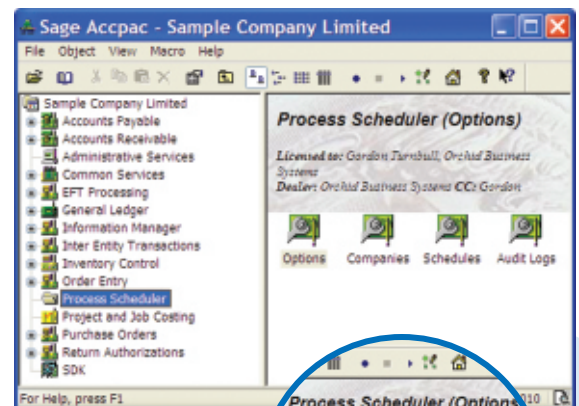 Sage Accpac - Sample Company Limited
File Object View Macro Help
Sample Company Limited
Accounts Payable
Accounts Receivable
Administrative Services
Common Services
EFT Processing
General Ledger
Information Manager
Inter Entity Transactions
Inventory Control
Order Entry
Process Scheduler
Project and Job Costing
Purchase Orders
Return Authorizations
SDK
Process Scheduler (Options)
Licensed to: Gordon Turnbull, Orchid Business
Systems
Dealer: Orchid Business Systems CC: Gordon
Options Companies Schedules Audit Logs
For Help, press F1
010
Process Scheduler (Options